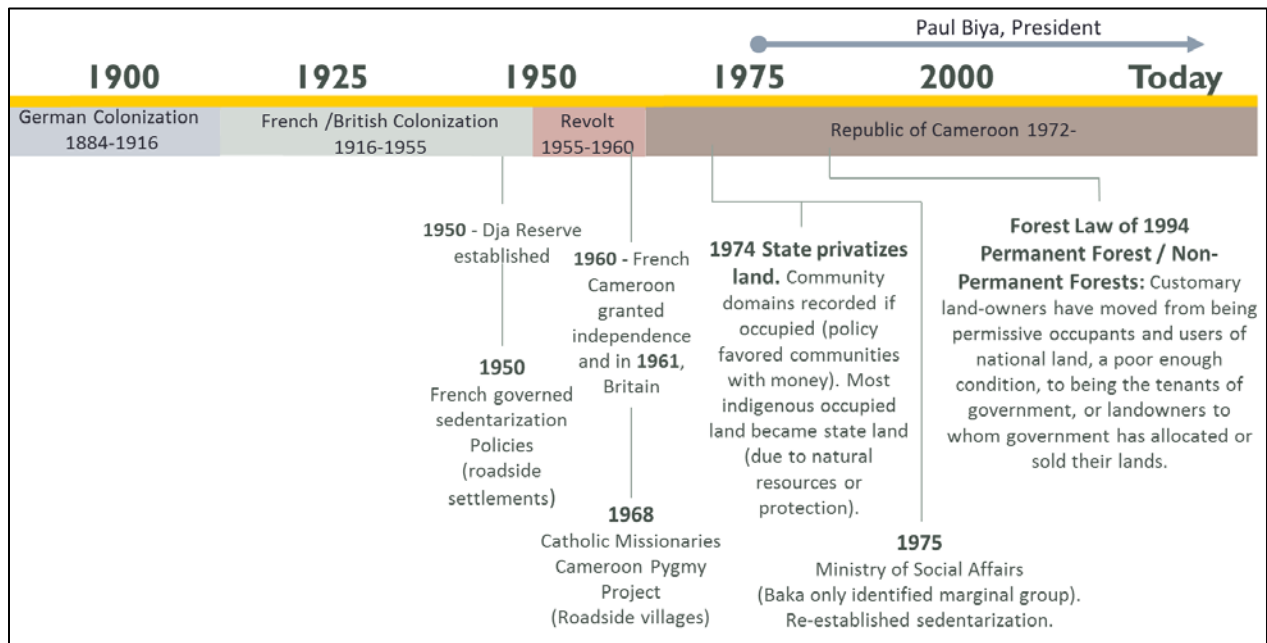 Paul Biya, President
1900
1925
1950
1975
2000
Today
German Colonization
1884-1916
French /British Colonization
1916-1955
Revolt
1955-1960
Republic of Cameroon 1972-
1950 - Dja Reserve
established
1950
French governed
sedentarization
Policies
(roadside
settlements)
1960 - French
Cameroon
granted
independence
and in 1961,
Britain
1968
Catholic Missionaries
Cameroon Pygmy
Project
(Roadside villages)
1974 State privatizes
land. Community
domains recorded if
occupied (policy
favored communities
with money). Most
indigenous occupied
land became state land
(due to natural
resources or
protection).
1975
Ministry of Social Affairs
(Baka only identified marginal group).
Re-established sedentarization.
Forest Law of 1994
Permanent Forest / Non-
Permanent Forests: Customary
land-owners have moved from being
permissive occupants and users of
national land, a poor enough
condition, to being the tenants of
government, or landowners to
whom government has allocated or
sold their lands.